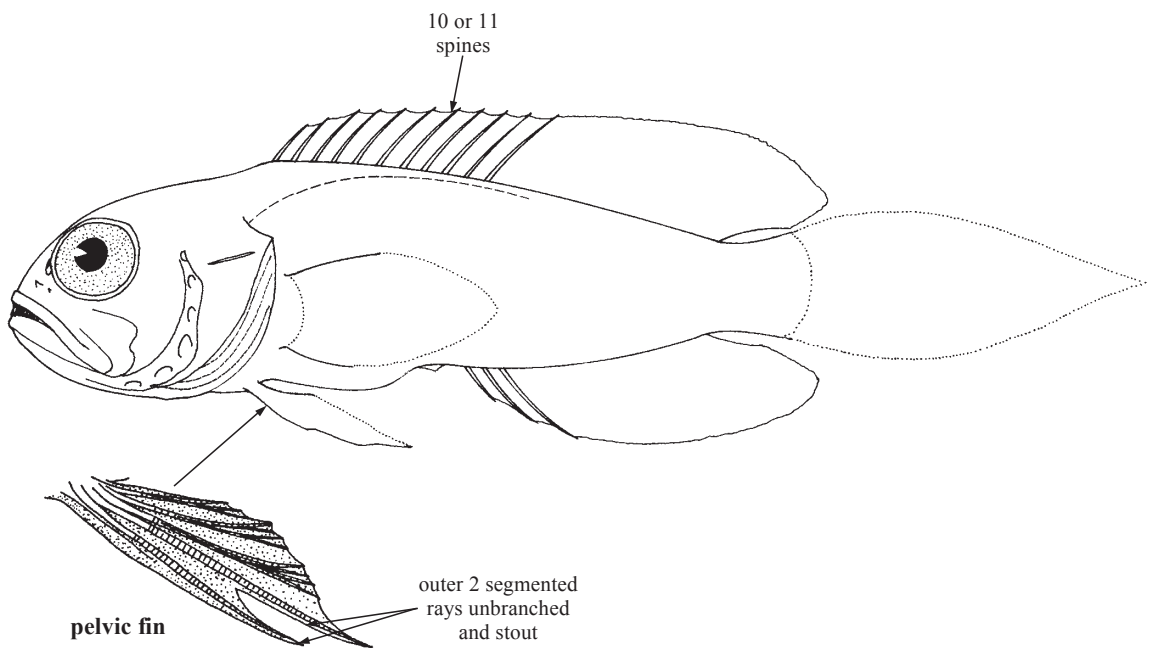 10 or 11
spines
outer 2 segmented
rays unbranched
and stout
pelvic fin